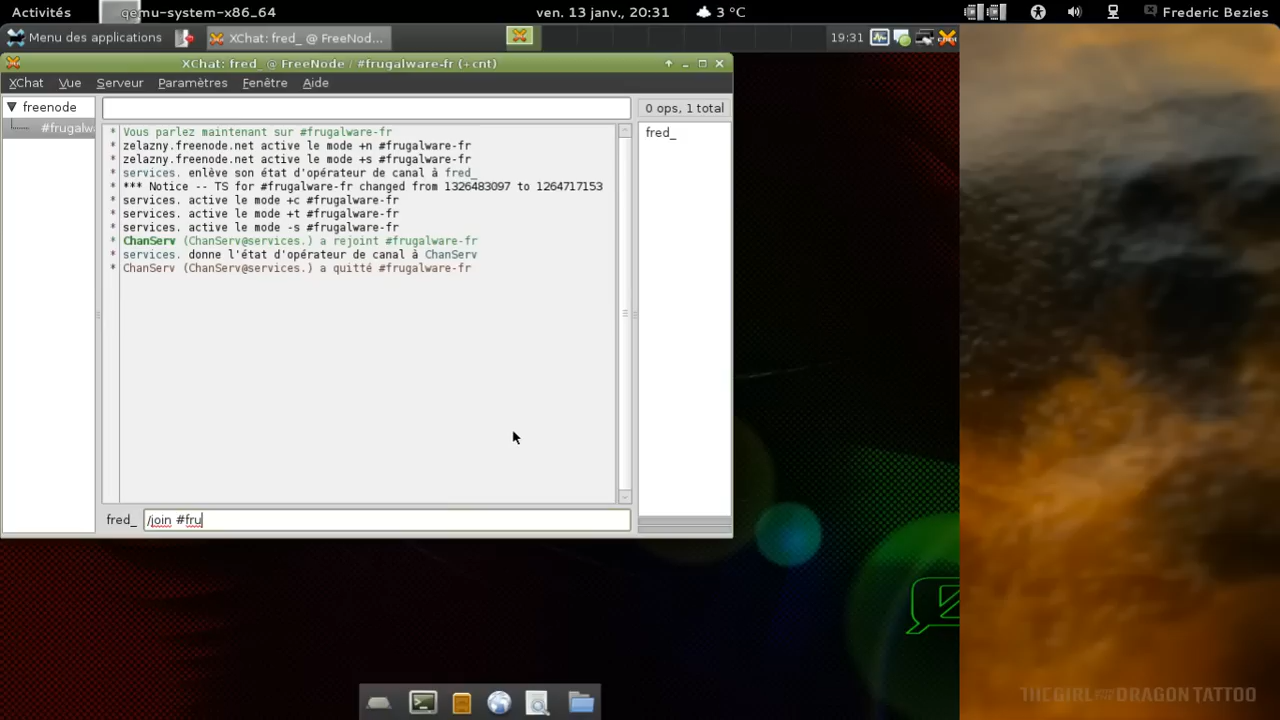 Activités qemu-system-x86_64 ven. 13 janv., 20:31 3 °C Frederic Bezies
Menu des applications XChat: fred_ @ FreeNod... 19:31
XChat: fred_ @ FreeNode / #frugalware-fr (+cnt)
XChat Vue Serveur Paramètres Fenêtre Aide
freenode 0 ops, 1 total
#frugalw
fred_
* Vous parlez maintenant sur #frugalware-fr
* zelazny.freenode.net active le mode +n #frugalware-fr
* zelazny.freenode.net active le mode +s #frugalware-fr
* services. enlève son état d'opérateur de canal à fred_
* *** Notice -- TS for #frugalware-fr changed from 1326483097 to 1264717153
* services. active le mode +c #frugalware-fr
* services. active le mode +t #frugalware-fr
* services. active le mode -s #frugalware-fr
* ChanServ (ChanServ@services.) a rejoint #frugalware-fr
* services. donne l'état d'opérateur de canal à ChanServ
* ChanServ (ChanServ@services.) a quitté #frugalware-fr
fred_ /join #fru
THE GIRL WITH THE DRAGON TATTOO